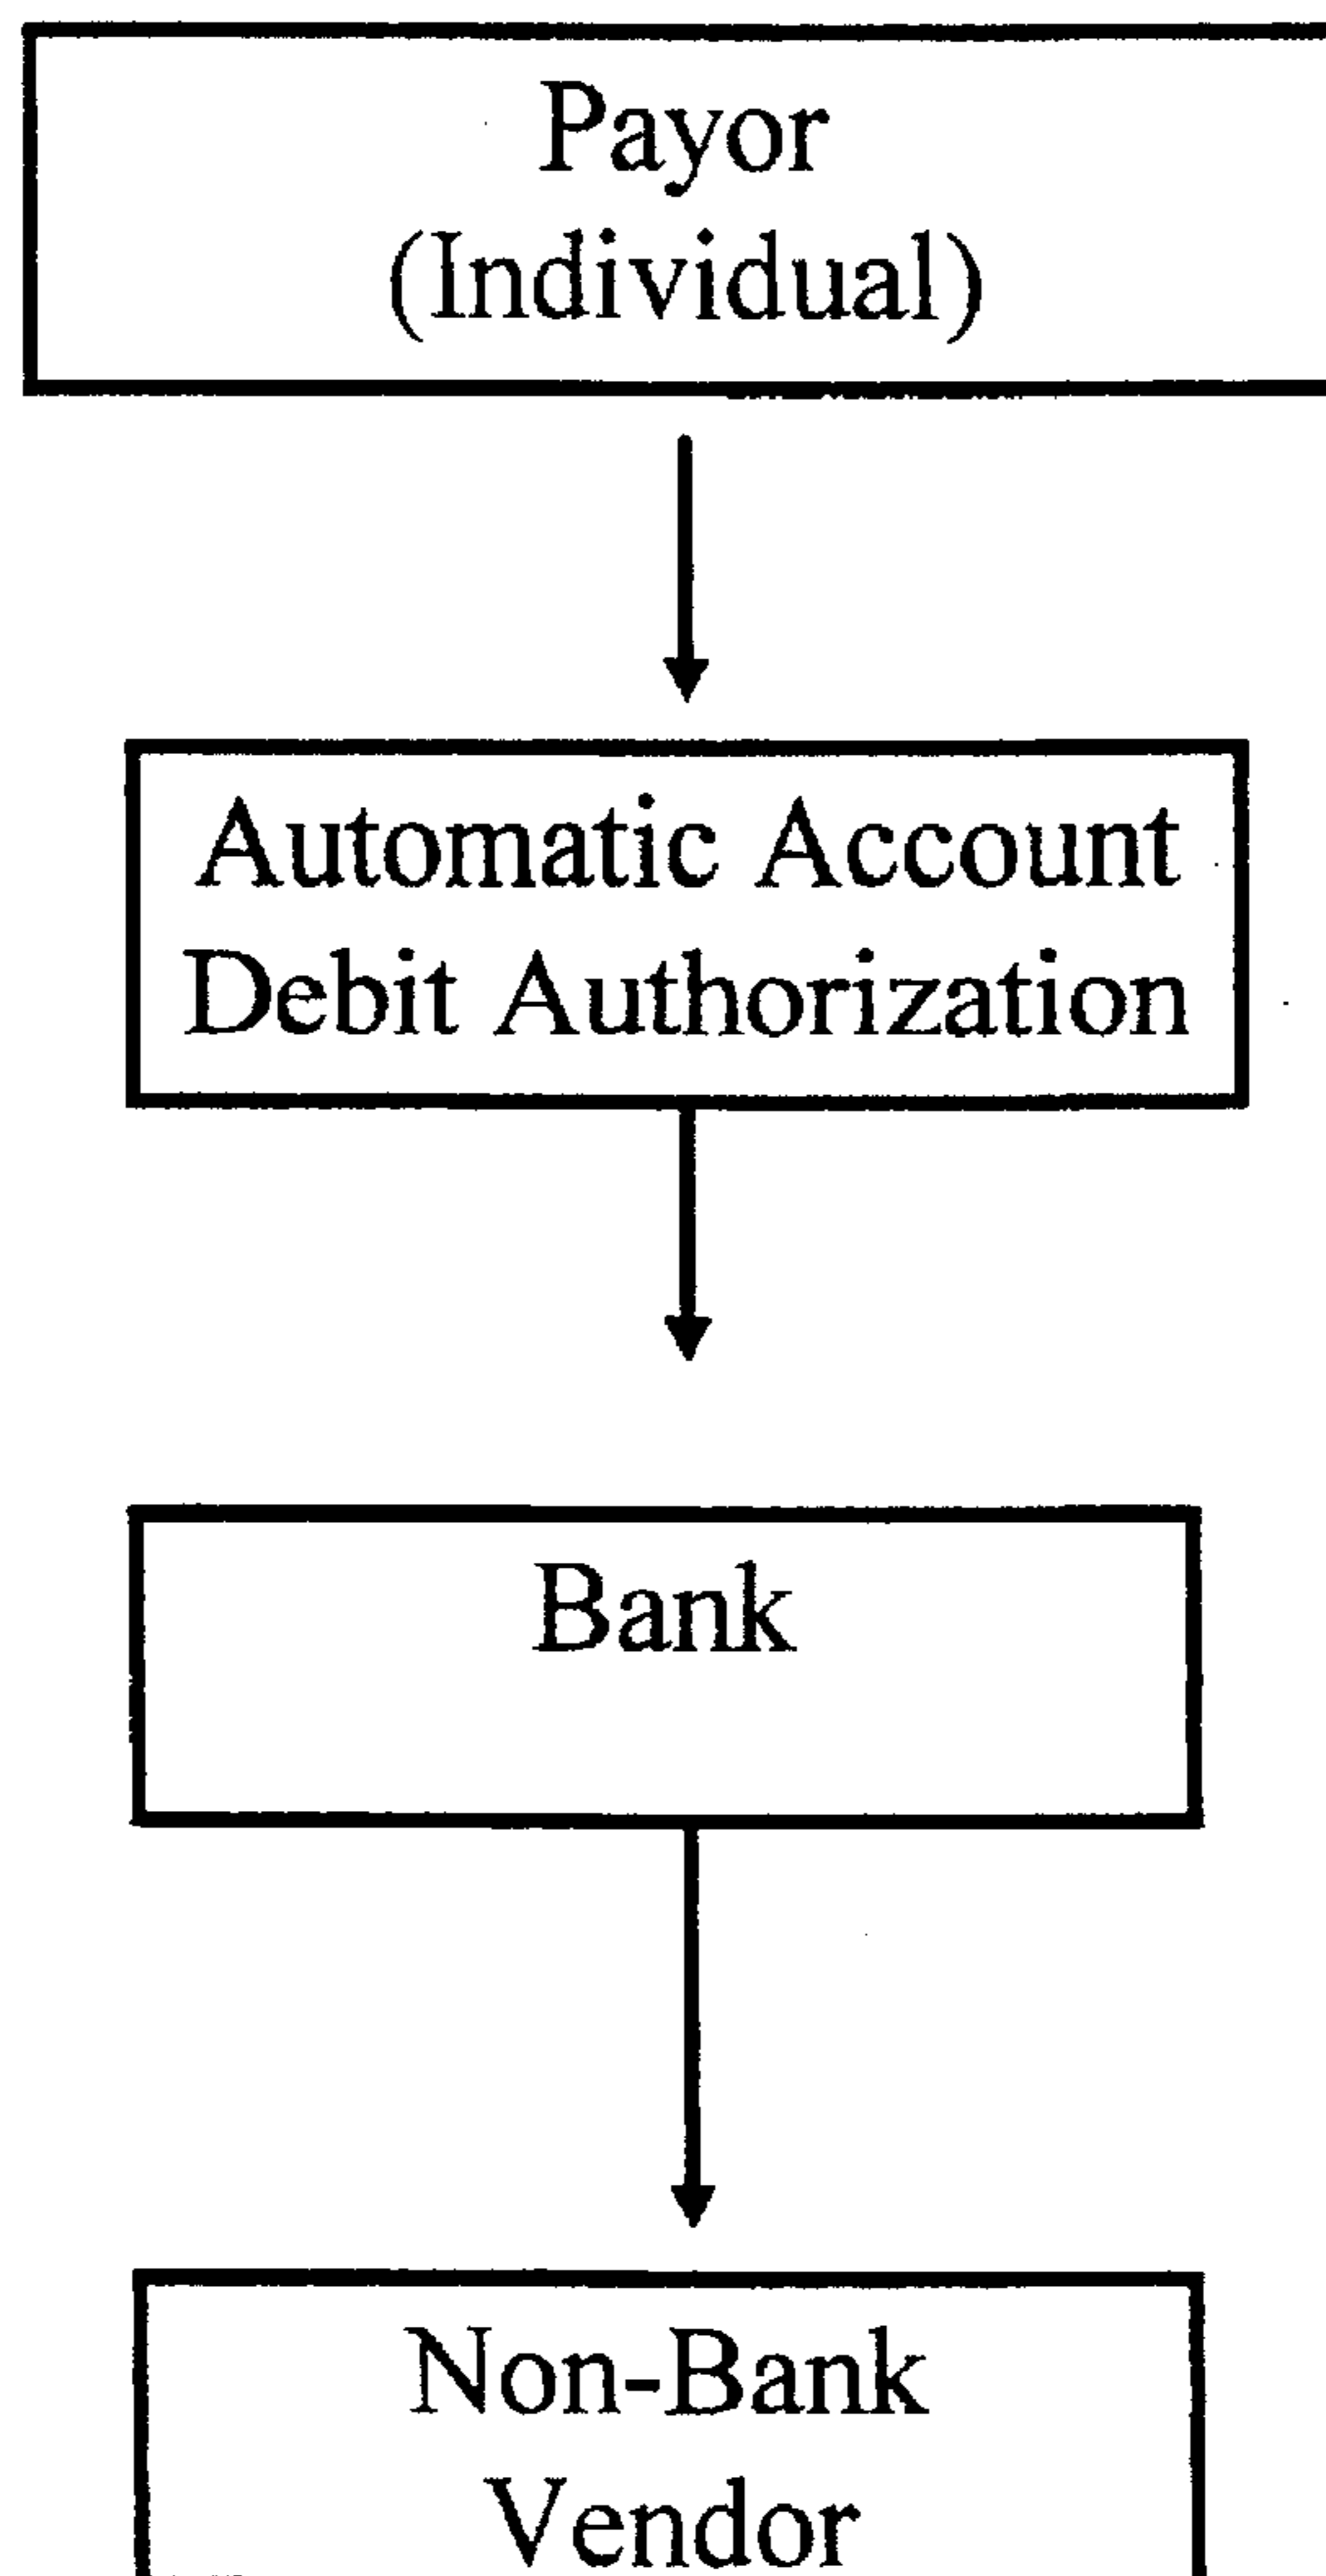 Payor
(Individual)
Automatic Account
Debit Authorization
Bank
Non-Bank
Vendor